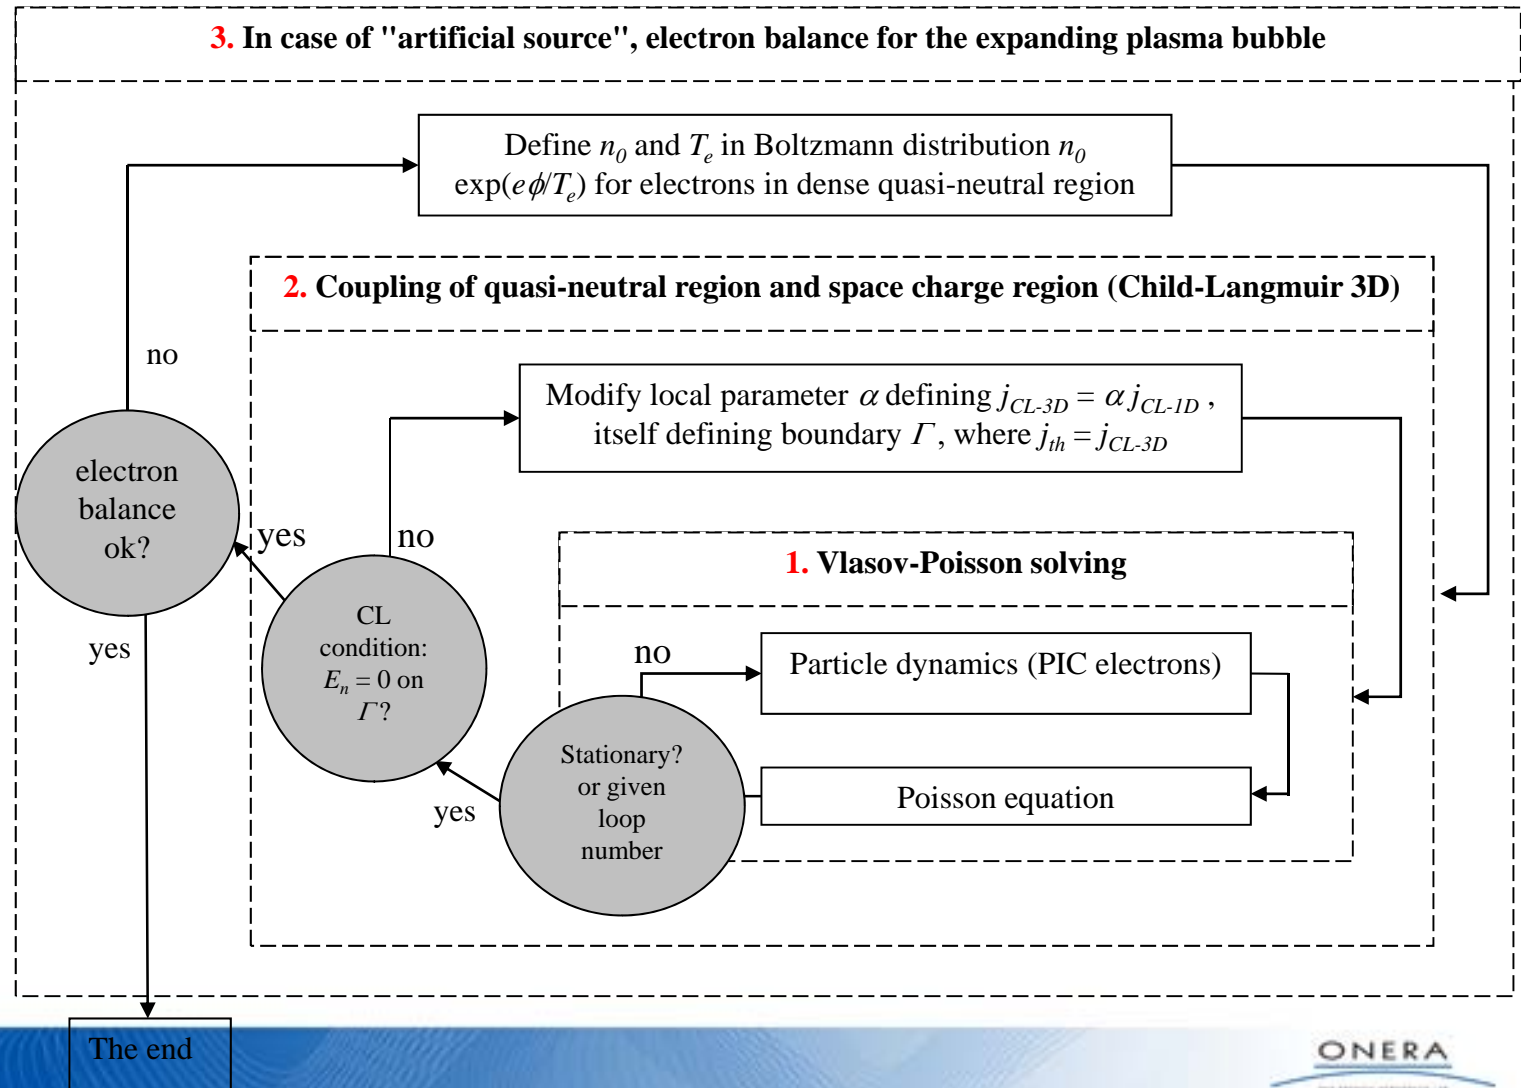 3. In case of "artificial source", electron balance for the expanding plasma bubble
Define n0 and Te in Boltzmann distribution n0
exp(eϕ/Te) for electrons in dense quasi-neutral region
2. Coupling of quasi-neutral region and space charge region (Child-Langmuir 3D)
no
Modify local parameter α defining jCL-3D = α jCL-1D ,
itself defining boundary Γ, where jth = jCL-3D
electron
balance
ok?
yes
no
1. Vlasov-Poisson solving
CL
condition:
En = 0 on
Γ?
yes
no
Particle dynamics (PIC electrons)
Stationary?
or given
loop
number
Poisson equation
yes
The end
ONERA